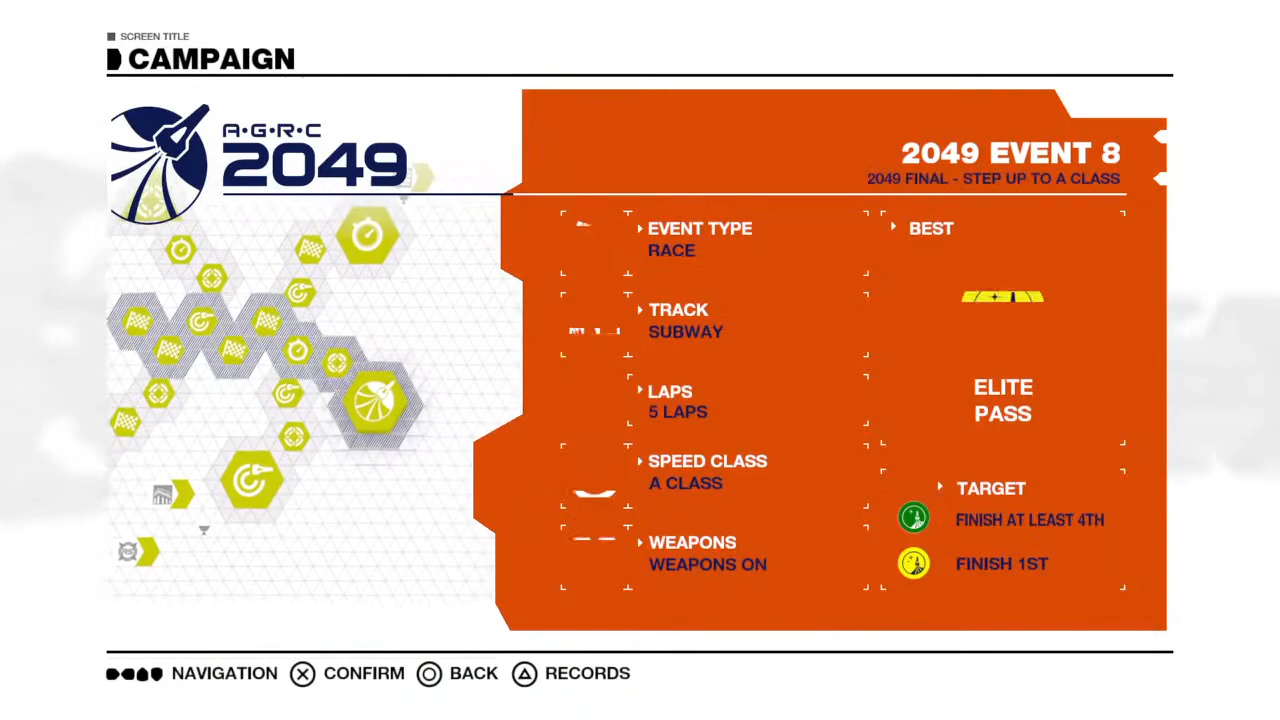 SCREEN TITLE
CAMPAIGN
A·G·R·C
2049
2049 EVENT 8
2049 FINAL - STEP UP TO A CLASS
EVENT TYPE
RACE
TRACK
SUBWAY
LAPS
5 LAPS
SPEED CLASS
A CLASS
WEAPONS
WEAPONS ON
BEST
ELITE
PASS
TARGET
FINISH AT LEAST 4TH
FINISH 1ST
NAVIGATION CONFIRM BACK RECORDS